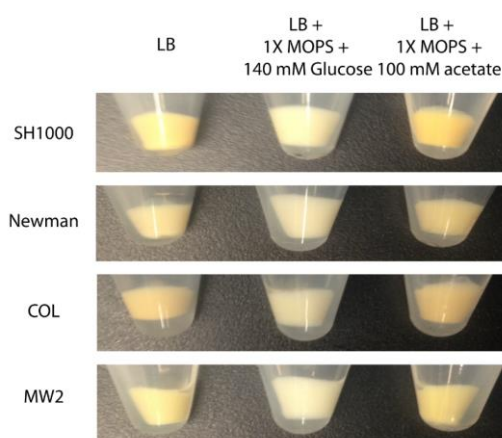 LB
LB +
1X MOPS +
140 mM Glucose
LB +
1X MOPS +
100 mM acetate
SH1000
Newman
COL
MW2